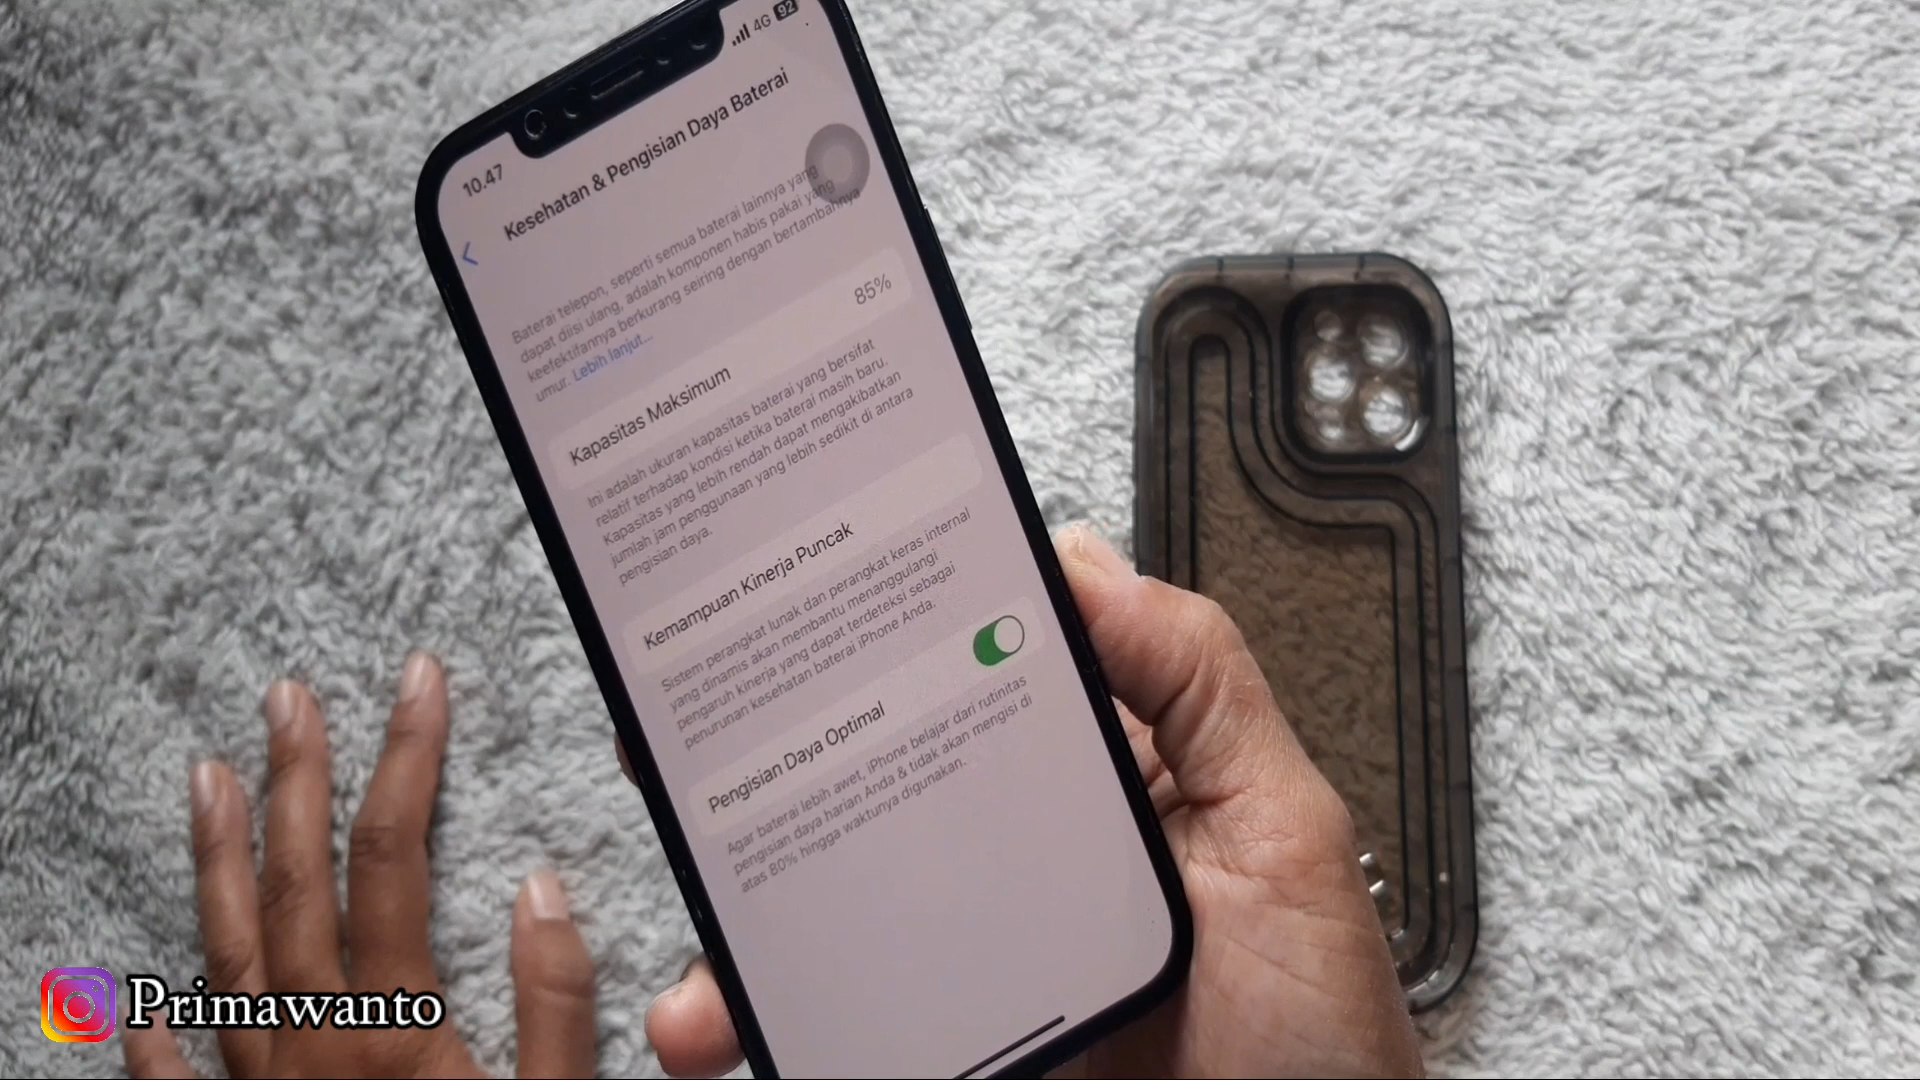 10.47
4G 92
Kesehatan & Pengisian Daya Baterai
Baterai telepon, seperti semua baterai lainnya yang
dapat diisi ulang, adalah komponen habis pakai yang
keefektifannya berkurang seiring dengan bertambahnya
umur. Lebih lanjut...
Kapasitas Maksimum 85%
Ini adalah ukuran kapasitas baterai yang bersifat
relatif terhadap kondisi ketika baterai masih baru.
Kapasitas yang lebih rendah dapat mengakibatkan
jumlah jam penggunaan yang lebih sedikit di antara
pengisian daya.
Kemampuan Kinerja Puncak
Sistem perangkat lunak dan perangkat keras internal
yang dinamis akan membantu menanggulangi
pengaruh kinerja yang dapat terdeteksi sebagai
penurunan kesehatan baterai iPhone Anda.
Pengisian Daya Optimal
Agar baterai lebih awet, iPhone belajar dari rutinitas
pengisian daya harian Anda & tidak akan mengisi di
atas 80% hingga waktunya digunakan.
Primawanto